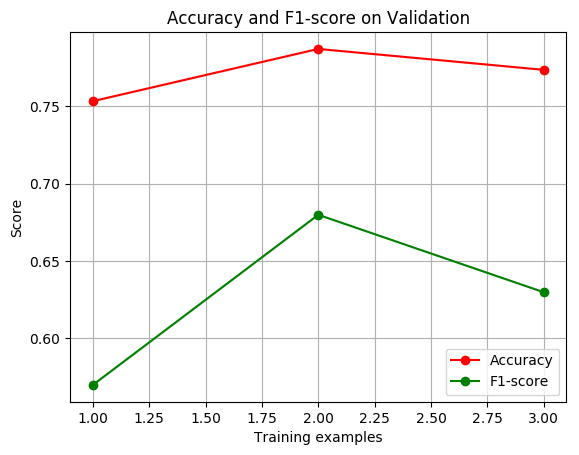 Accuracy and F1-score on Validation
Score
0.75
0.70
0.65
0.60
1.00 1.25 1.50 1.75 2.00 2.25 2.50 2.75 3.00
Training examples
Accuracy
F1-score